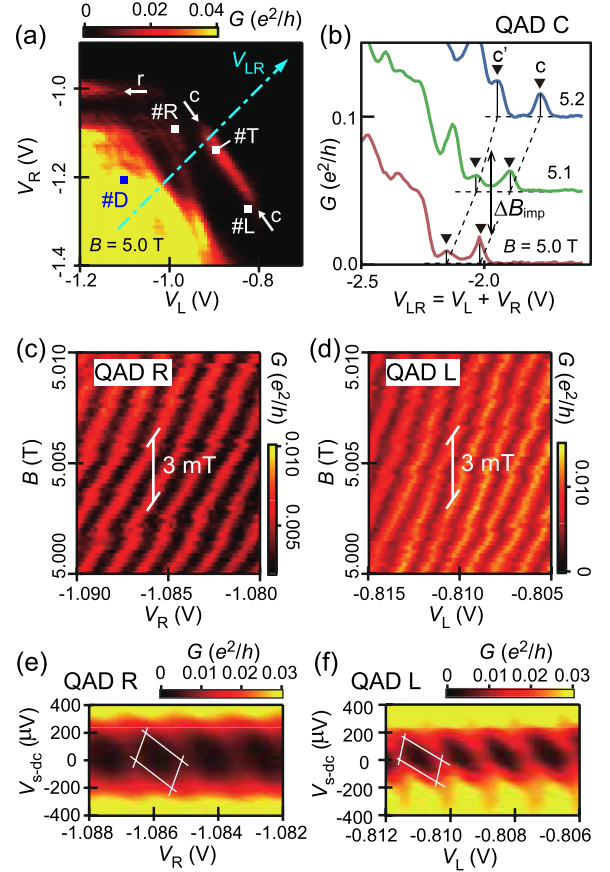 G (e²/h)
0 0.02 0.04
(a)
V_LR
r
c
#R
#T
#D
#L
c
B = 5.0 T
-1.0
-1.2
-1.4
V_R (V)
-1.2 -1.0 -0.8
V_L (V)
(b) QAD C
c' c
5.2
5.1
ΔB_imp
B = 5.0 T
0.1
0.0
G (e²/h)
-2.5 -2.0
V_LR = V_L + V_R (V)
(c)
QAD R
3 mT
5.010
5.005
5.000
B (T)
-1.090 -1.085 -1.080
V_R (V)
G (e²/h)
0.010
0.005
(d)
QAD L
3 mT
-0.815 -0.810 -0.805
V_L (V)
G (e²/h)
0.010
0
(e) QAD R
G (e²/h)
0 0.01 0.02 0.03
400
200
0
-200
-400
V_s-dc (μV)
-1.088 -1.086 -1.084 -1.082
V_R (V)
(f) QAD L
G (e²/h)
0 0.01 0.02 0.03
400
200
0
-200
-400
V_s-dc (μV)
-0.812 -0.810 -0.808 -0.806
V_L (V)